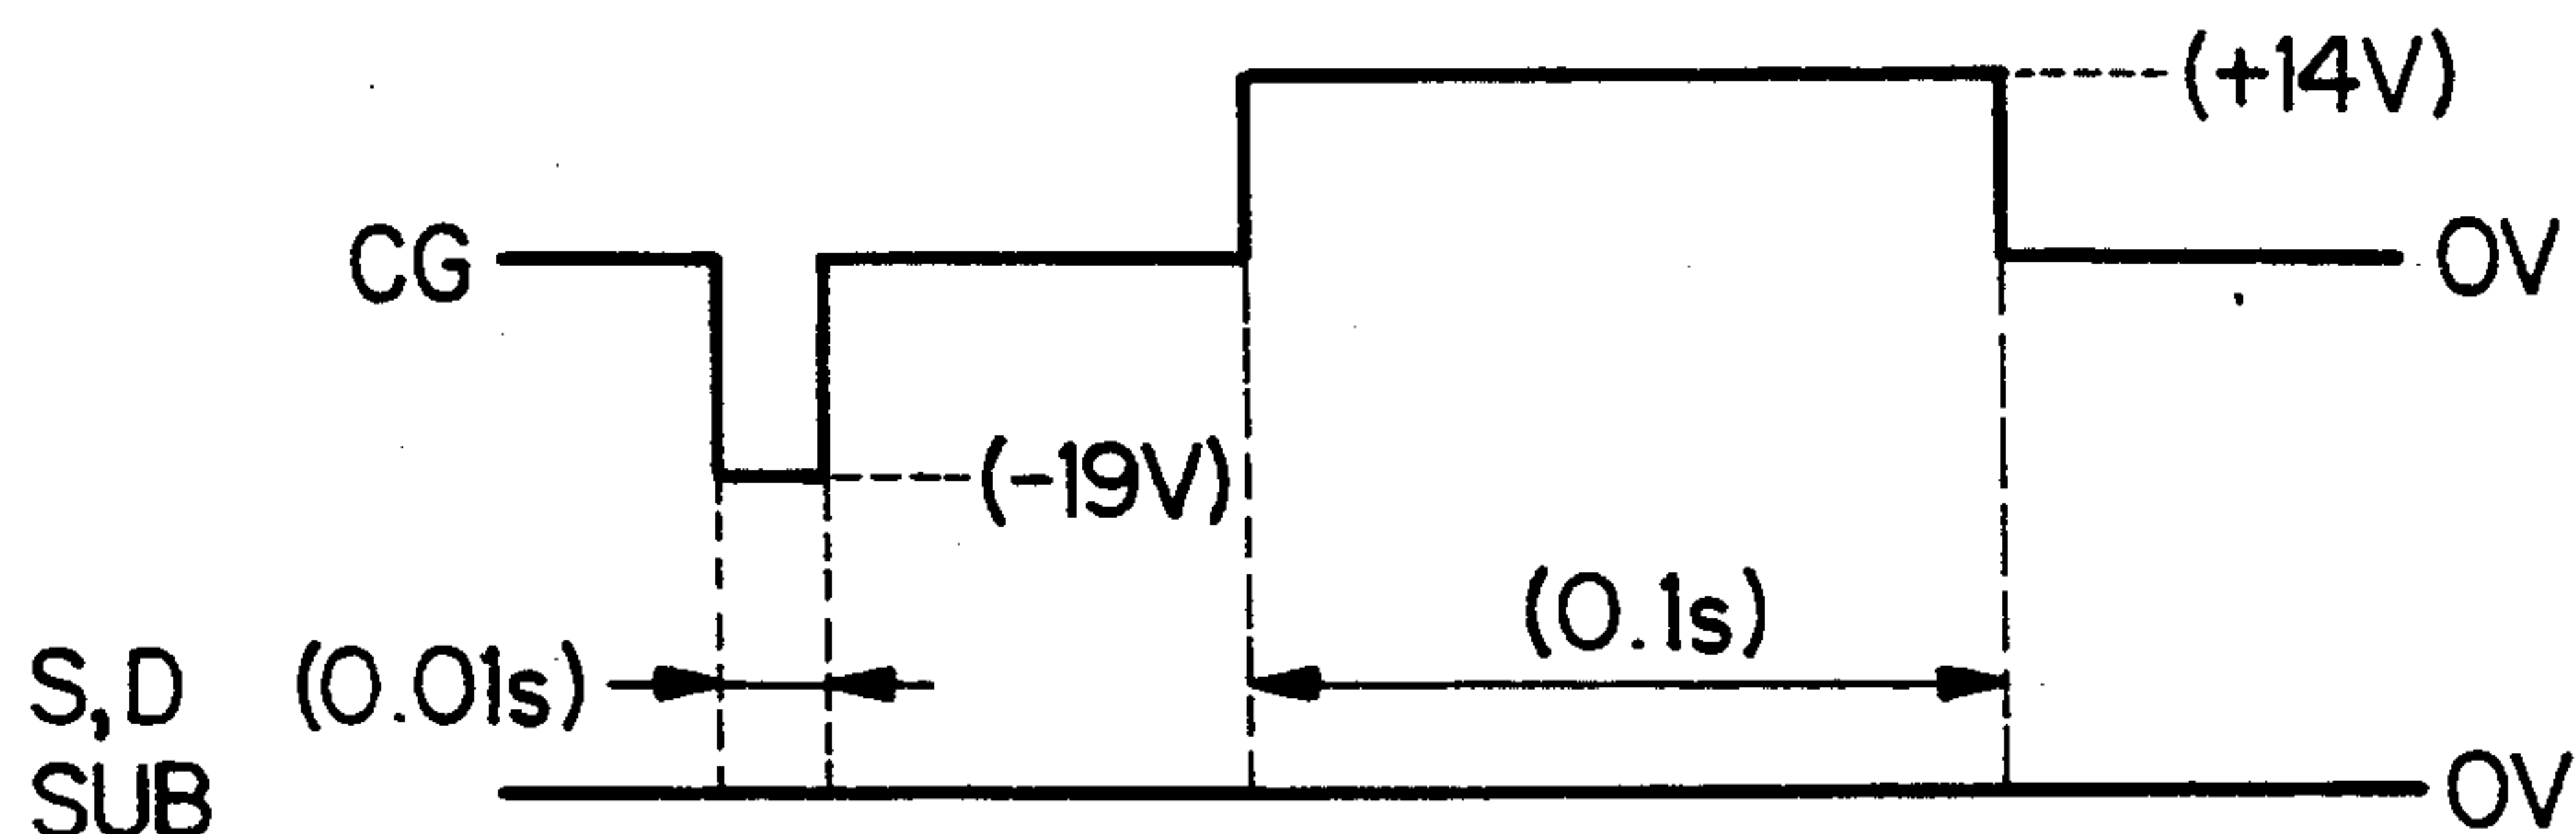 (+14V)
CG
0V
(-19V)
(0.1s)
S,D
(0.01s)
SUB
0V